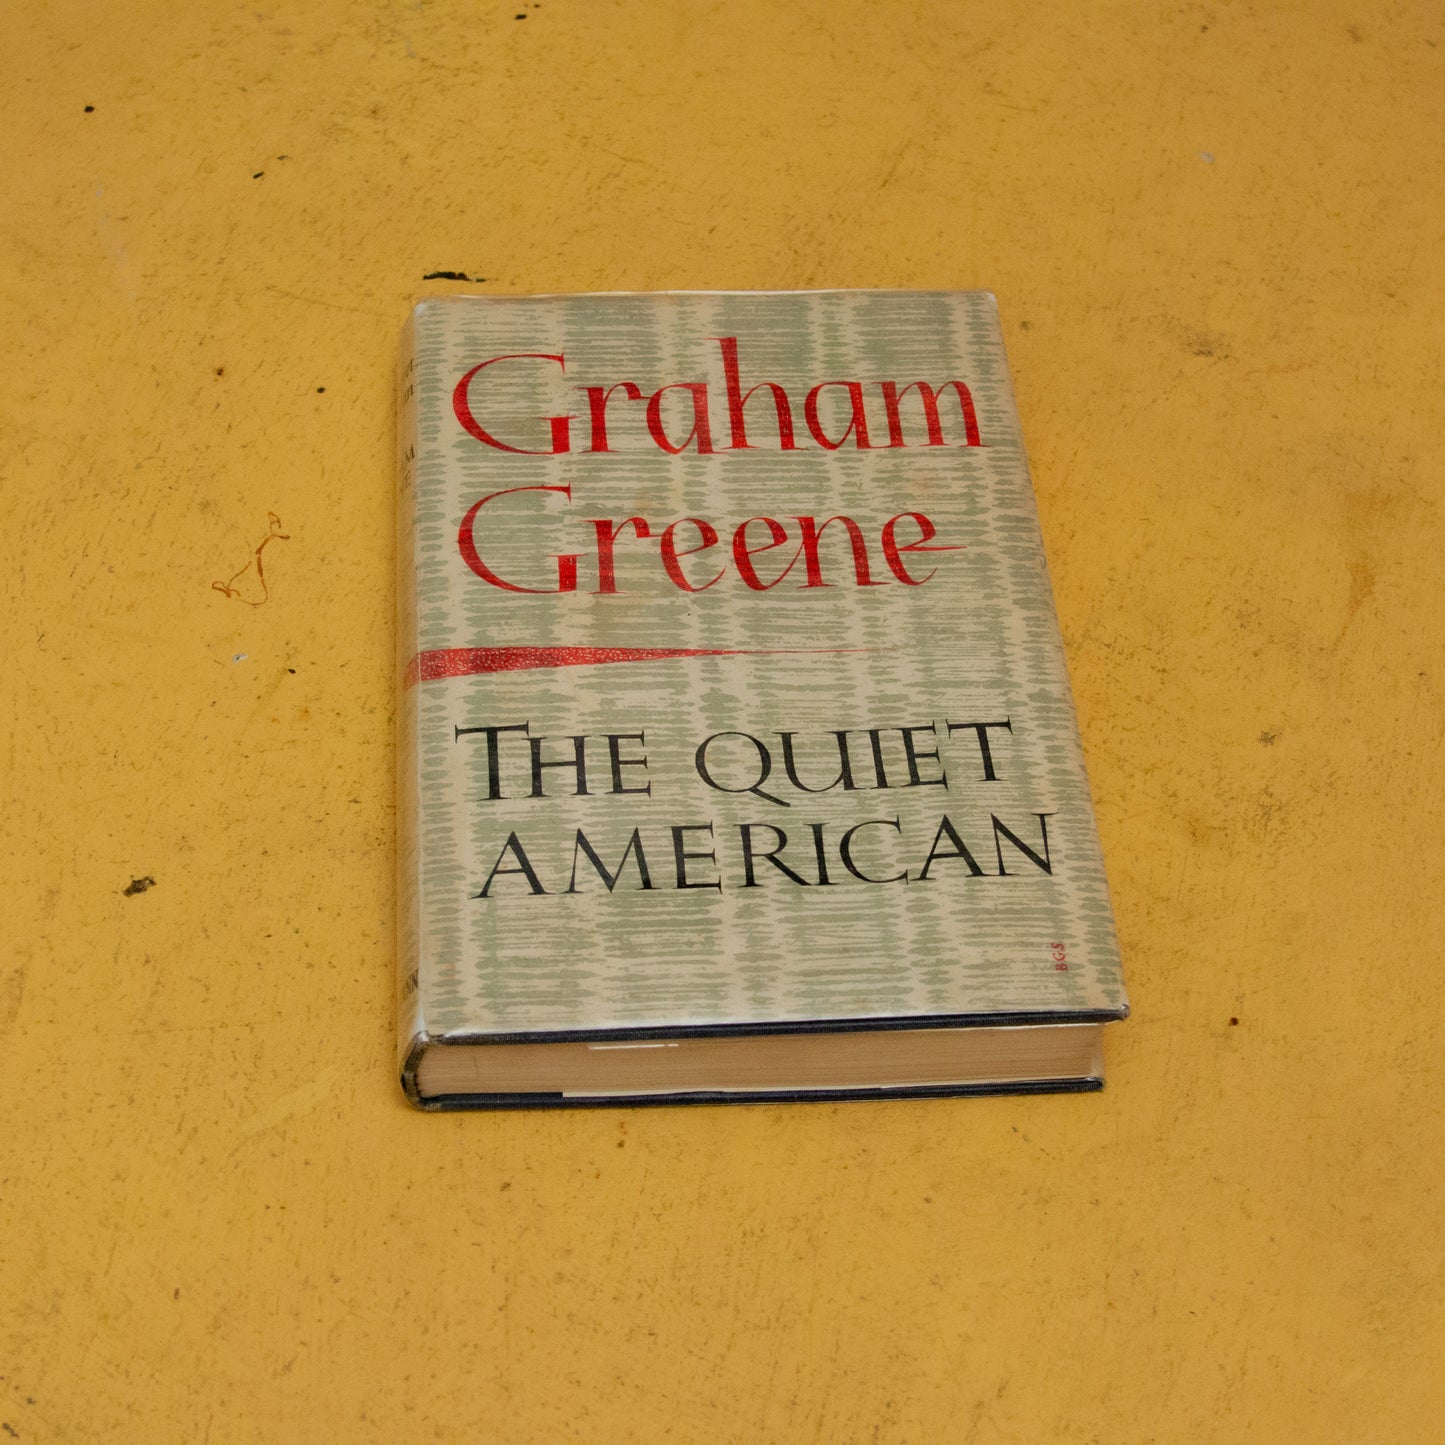 Graham
Greene
THE QUIET
AMERICAN
BGS